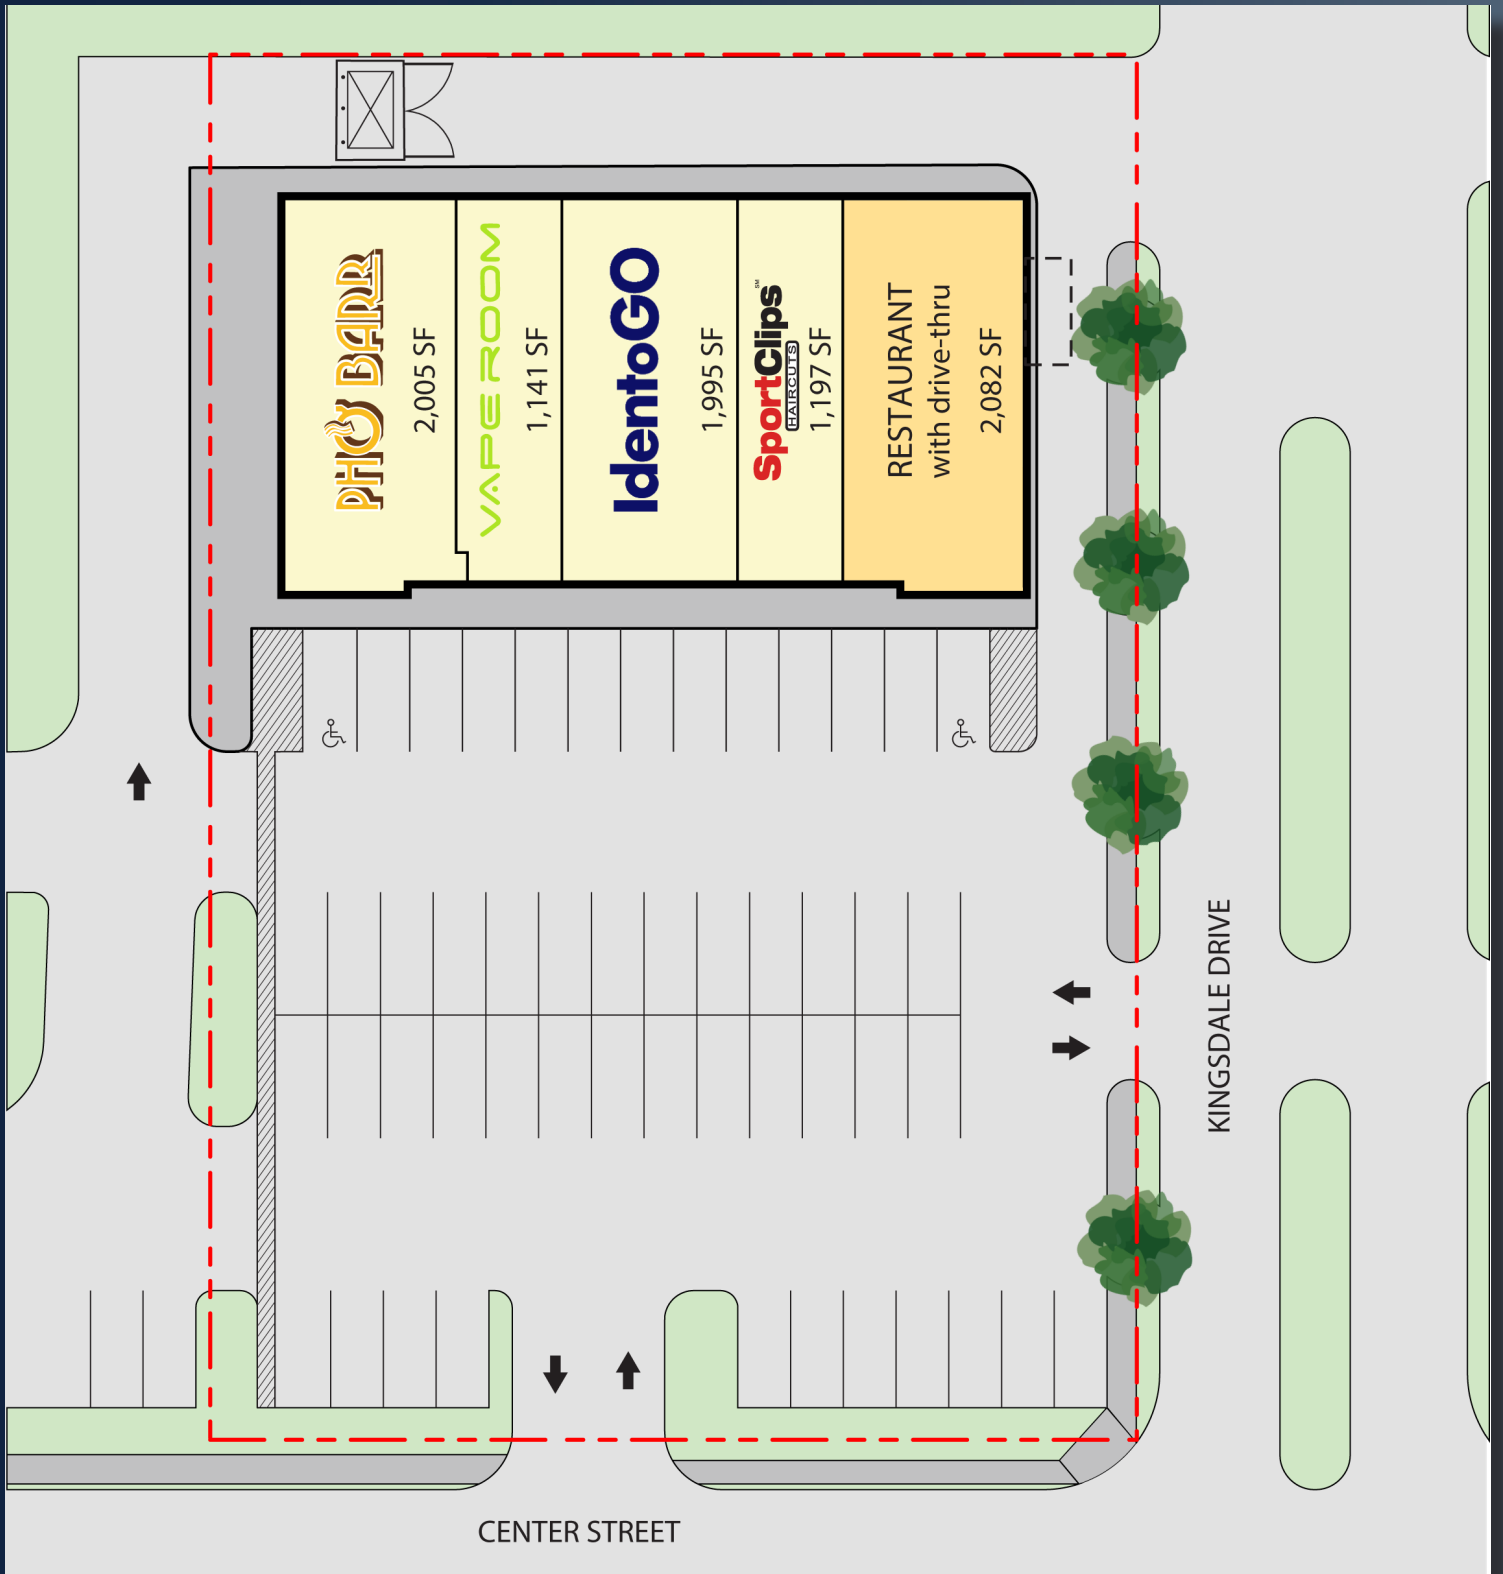 PHO BARR
2,005 SF
VAPE ROOM
1,141 SF
IdentoGO
1,995 SF
SportClips SM
HAIRCUTS
1,197 SF
RESTAURANT
with drive-thru
2,082 SF
KINGSDALE DRIVE
CENTER STREET